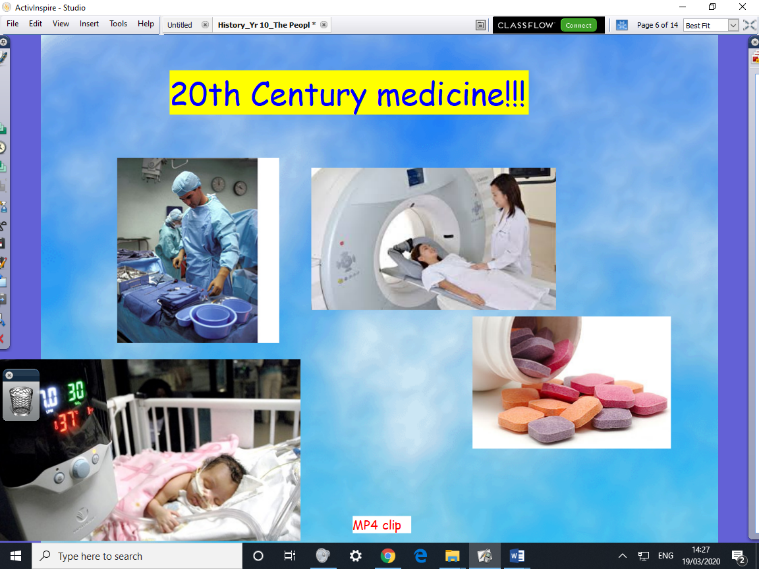 ActivInspire - Studio
File Edit View Insert Tools Help Untitled History_Yr 10_The Peopl * CLASSFLOW Connect Page 6 of 14 Best Fit
20th Century medicine!!!
30
37
MP4 clip
Type here to search
ENG
14:27
19/03/2020
2